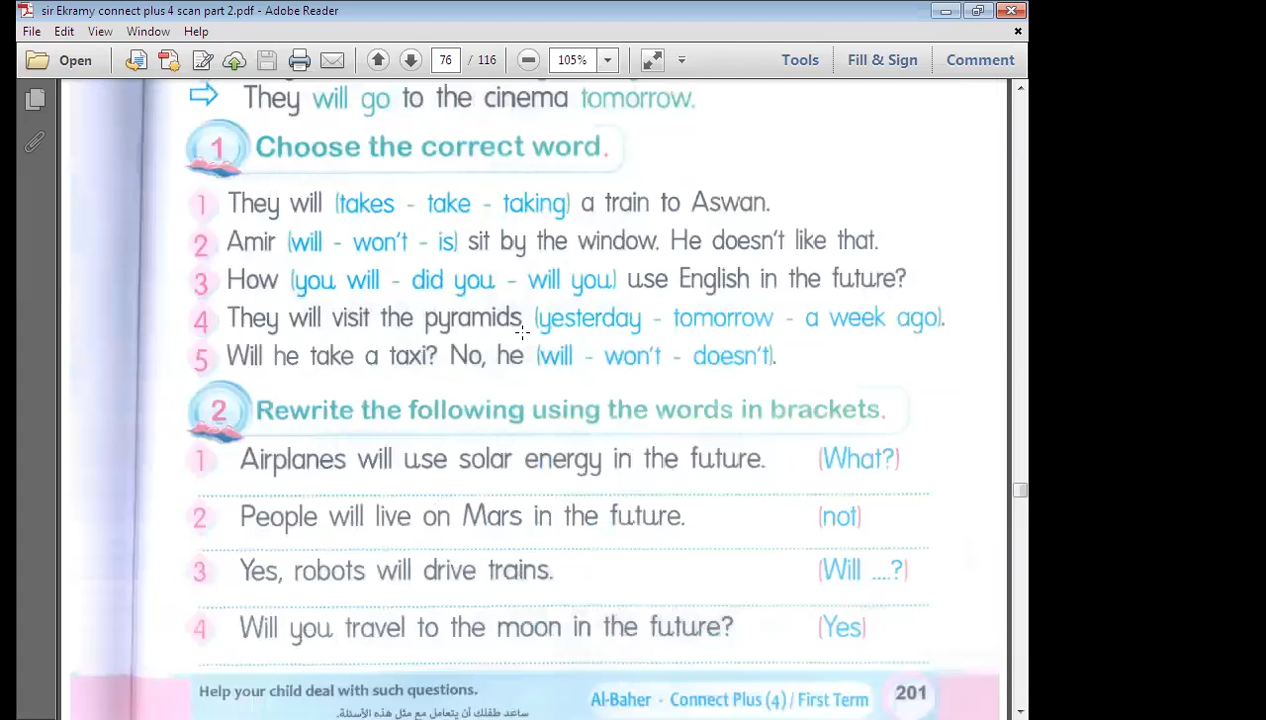 sir Ekramy connect plus 4 scan part 2.pdf - Adobe Reader
File Edit View Window Help
Open 76 / 116 105% Tools Fill & Sign Comment
They will go to the cinema tomorrow.
1 Choose the correct word.
1 They will (takes - take - taking) a train to Aswan.
2 Amir (will - won't - is) sit by the window. He doesn't like that.
3 How (you will - did you - will you) use English in the future?
4 They will visit the pyramids (yesterday - tomorrow - a week ago).
5 Will he take a taxi? No, he (will - won't - doesn't).
2 Rewrite the following using the words in brackets.
1 Airplanes will use solar energy in the future. (What?)
2 People will live on Mars in the future. (not)
3 Yes, robots will drive trains. (Will ....?)
4 Will you travel to the moon in the future? (Yes)
Help your child deal with such questions.
ساعد طفلك أن يتعامل مع مثل هذه الأسئلة.
Al-Baher - Connect Plus (4) / First Term 201